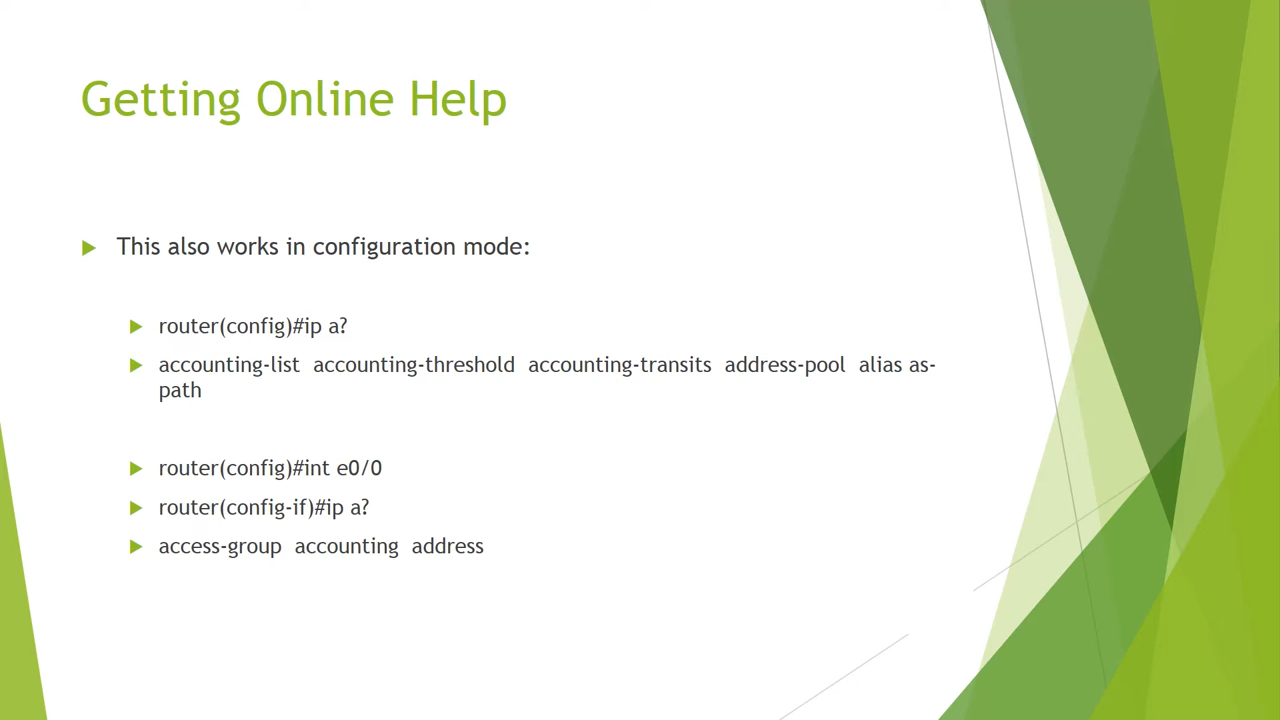 Getting Online Help
This also works in configuration mode:
router(config)#ip a?
accounting-list  accounting-threshold  accounting-transits  address-pool  alias as-
path
router(config)#int e0/0
router(config-if)#ip a?
access-group  accounting  address